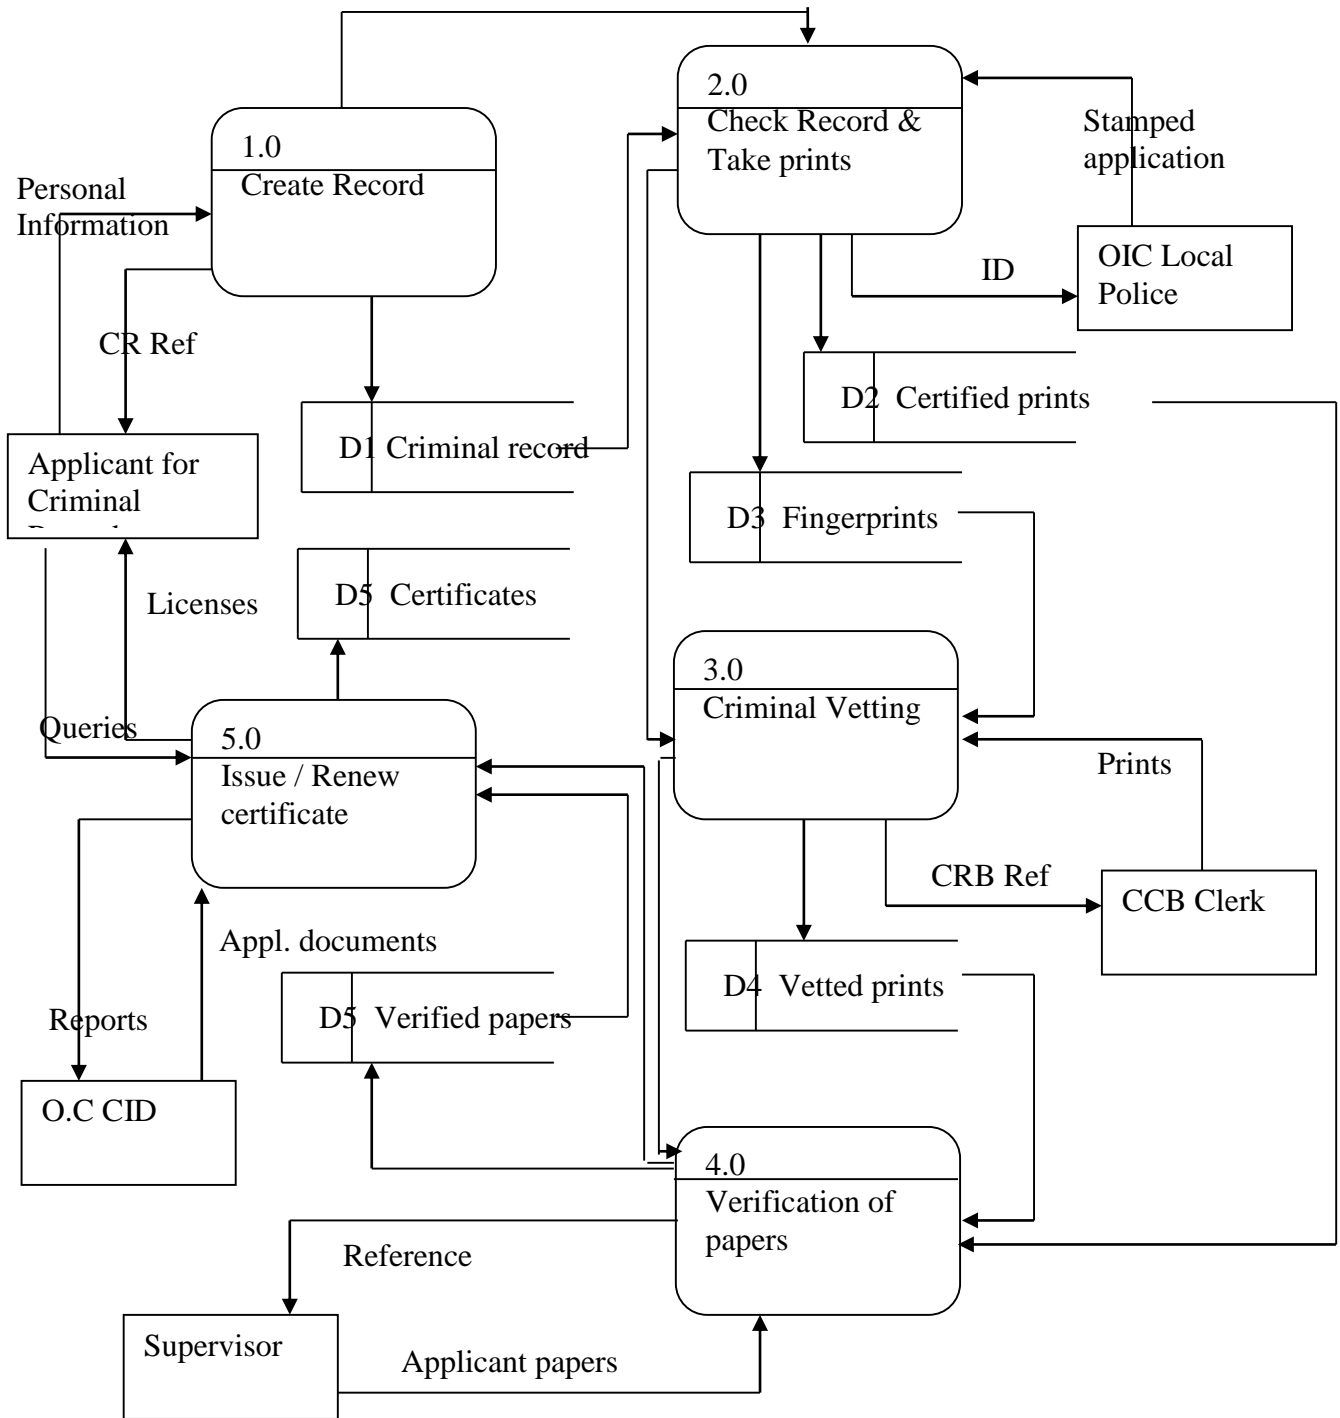 2.0
Check Record &
Take prints
Stamped
application
1.0
Create Record
Personal
Information
OIC Local
Police
ID
CR Ref
D2 Certified prints
D1 Criminal record
Applicant for
Criminal
D3 Fingerprints
D5 Certificates
Licenses
3.0
Criminal Vetting
Queries
5.0
Issue / Renew
certificate
Prints
CRB Ref
CCB Clerk
Appl. documents
D4 Vetted prints
Reports
D5 Verified papers
O.C CID
4.0
Verification of
papers
Reference
Supervisor
Applicant papers